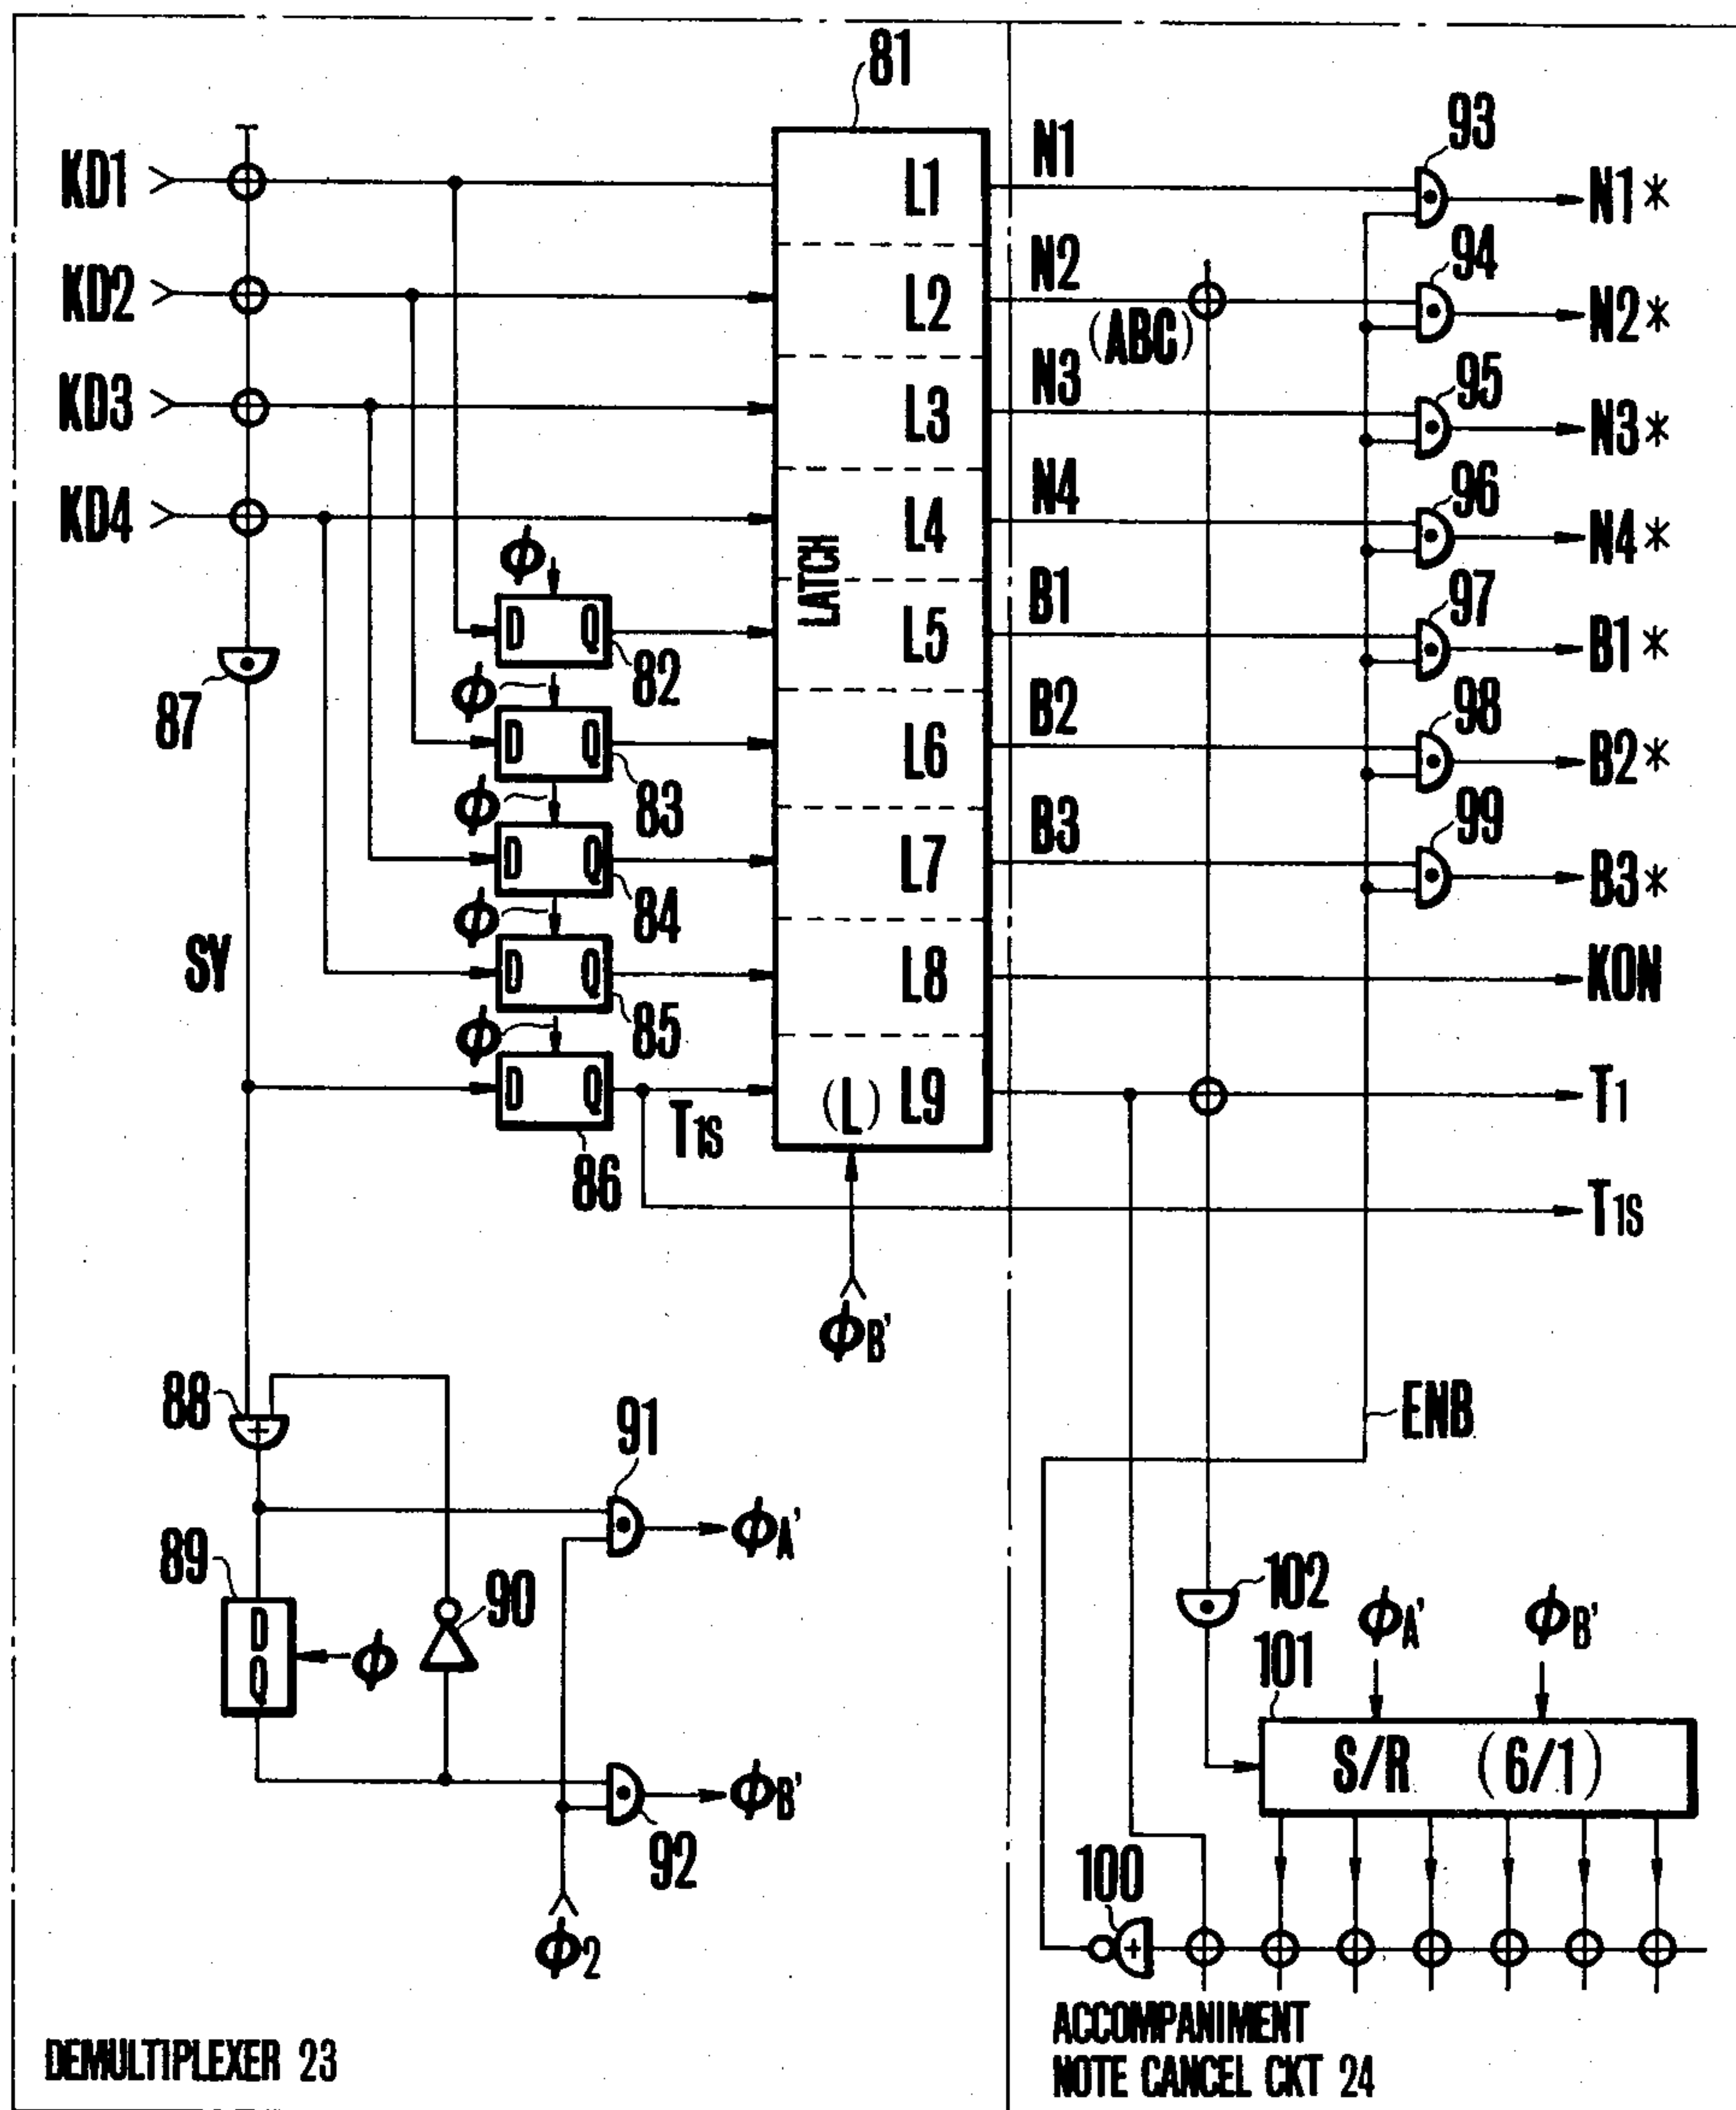 81
KD1
KD2
KD3
KD4
L1
L2
L3
L4
L5
L6
L7
L8
(L) L9
LATCH
N1
N2
(ABC)
N3
N4
B1
B2
B3
93
94
95
96
97
98
99
N1*
N2*
N3*
N4*
B1*
B2*
B3*
KON
T1
T1S
ϕ
D Q
82
ϕ
D Q
83
ϕ
D Q
84
ϕ
D Q
85
ϕ
D Q
86
T1S
87
SY
ϕB'
88
89
D
Q
ϕ
90
91
ϕA'
92
ϕB'
ϕ2
ENB
102
101
ϕA'
ϕB'
S/R (6/1)
100
DEMULTIPLEXER 23
ACCOMPANIMENT
NOTE CANCEL CKT 24